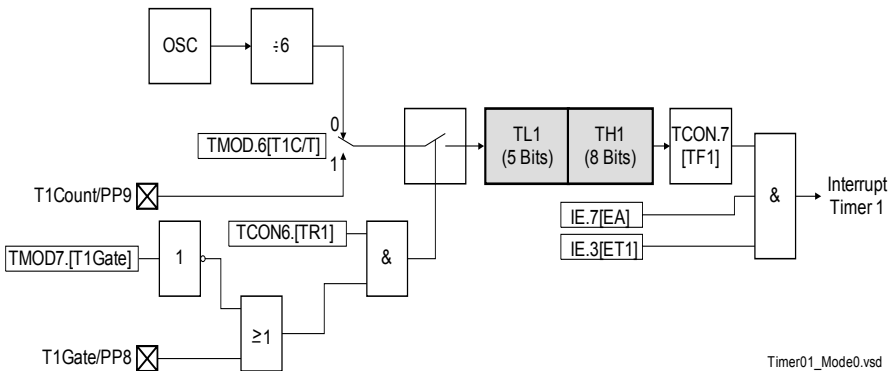 OSC
÷6
0
TMOD.6[T1C/T]
1
T1Count/PP9
TL1
(5 Bits)
TH1
(8 Bits)
TCON.7
[TF1]
&
Interrupt
Timer 1
IE.7[EA]
IE.3[ET1]
TCON6.[TR1]
&
TMOD7.[T1Gate]
1
≥1
T1Gate/PP8
Timer01_Mode0.vsd